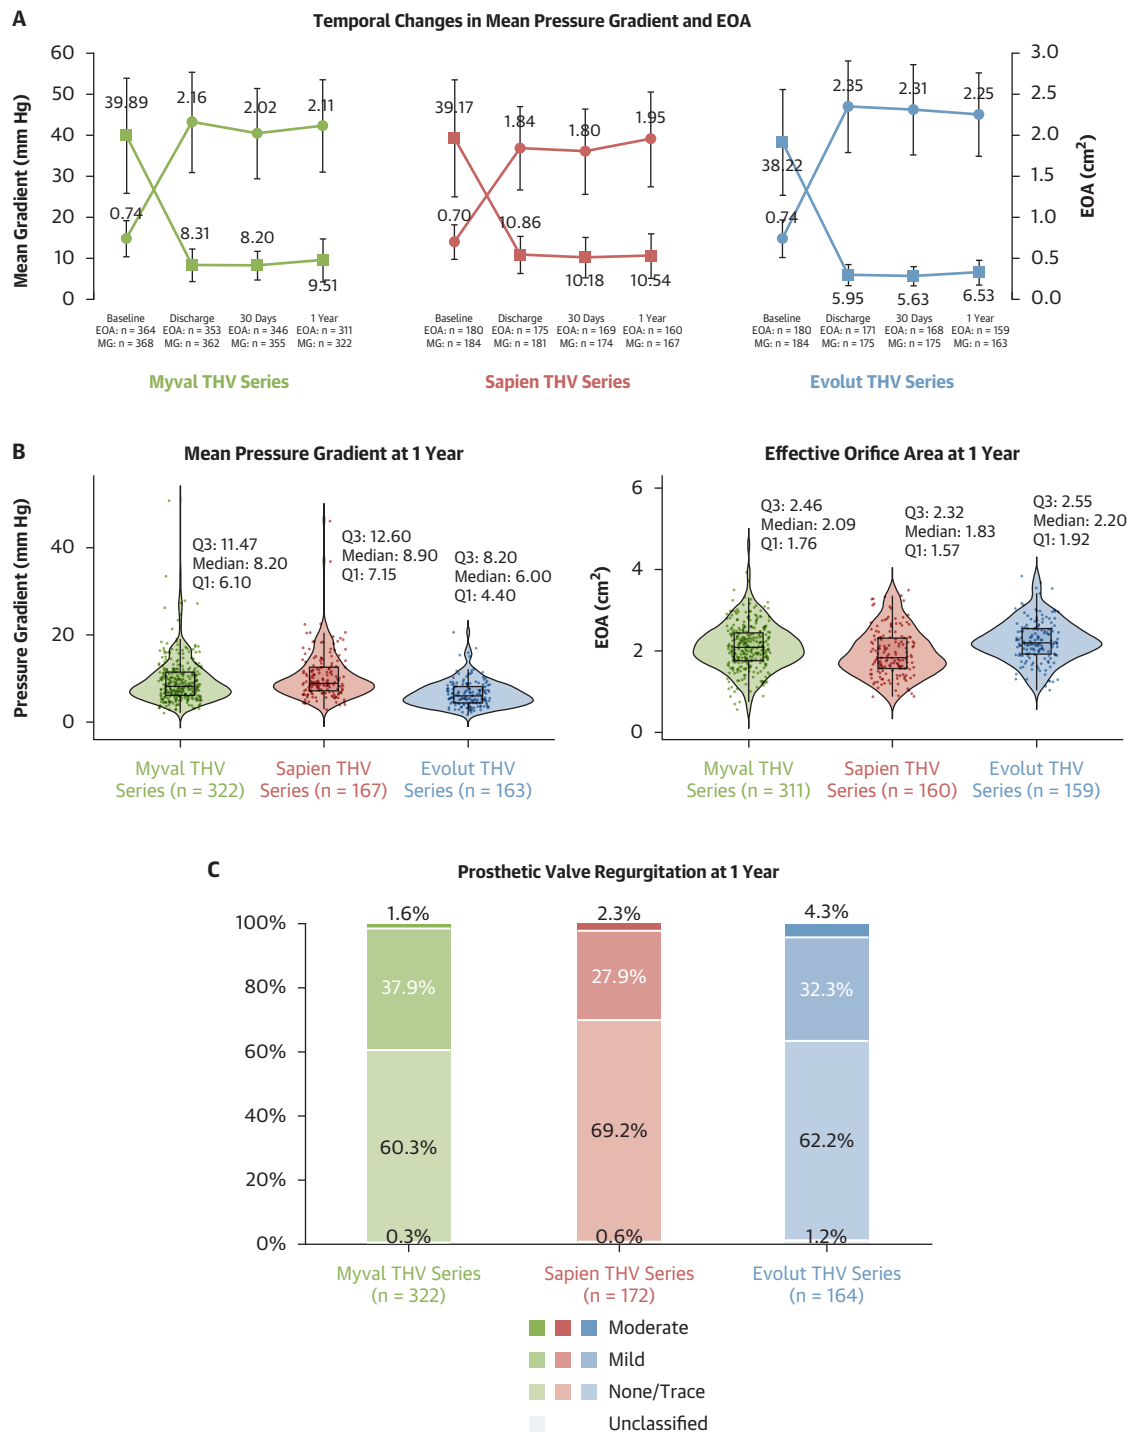 A
Temporal Changes in Mean Pressure Gradient and EOA
Mean Gradient (mm Hg)
60
50
40
30
20
10
0
39.89
2.16
2.02
2.11
0.74
8.31
8.20
9.51
39.17
1.84
1.80
1.95
0.70
10.86
10.18
10.54
38.22
2.35
2.31
2.25
0.74
5.95
5.63
6.53
3.0
2.5
2.0
1.5
1.0
0.5
0.0
EOA (cm²)
Baseline
EOA: n = 364
MG: n = 368
Discharge
EOA: n = 353
MG: n = 362
30 Days
EOA: n = 346
MG: n = 355
1 Year
EOA: n = 311
MG: n = 322
Baseline
EOA: n = 180
MG: n = 184
Discharge
EOA: n = 175
MG: n = 181
30 Days
EOA: n = 169
MG: n = 174
1 Year
EOA: n = 160
MG: n = 167
Baseline
EOA: n = 180
MG: n = 184
Discharge
EOA: n = 171
MG: n = 175
30 Days
EOA: n = 168
MG: n = 175
1 Year
EOA: n = 159
MG: n = 163
Myval THV Series
Sapien THV Series
Evolut THV Series
B
Mean Pressure Gradient at 1 Year
Pressure Gradient (mm Hg)
40
20
0
Q3: 11.47
Median: 8.20
Q1: 6.10
Q3: 12.60
Median: 8.90
Q1: 7.15
Q3: 8.20
Median: 6.00
Q1: 4.40
Myval THV
Series (n = 322)
Sapien THV
Series (n = 167)
Evolut THV
Series (n = 163)
Effective Orifice Area at 1 Year
EOA (cm²)
6
4
2
0
Q3: 2.46
Median: 2.09
Q1: 1.76
Q3: 2.32
Median: 1.83
Q1: 1.57
Q3: 2.55
Median: 2.20
Q1: 1.92
Myval THV
Series (n = 311)
Sapien THV
Series (n = 160)
Evolut THV
Series (n = 159)
C
Prosthetic Valve Regurgitation at 1 Year
100%
80%
60%
40%
20%
0%
1.6%
37.9%
60.3%
0.3%
2.3%
27.9%
69.2%
0.6%
4.3%
32.3%
62.2%
1.2%
Myval THV Series
(n = 322)
Sapien THV Series
(n = 172)
Evolut THV Series
(n = 164)
Moderate
Mild
None/Trace
Unclassified